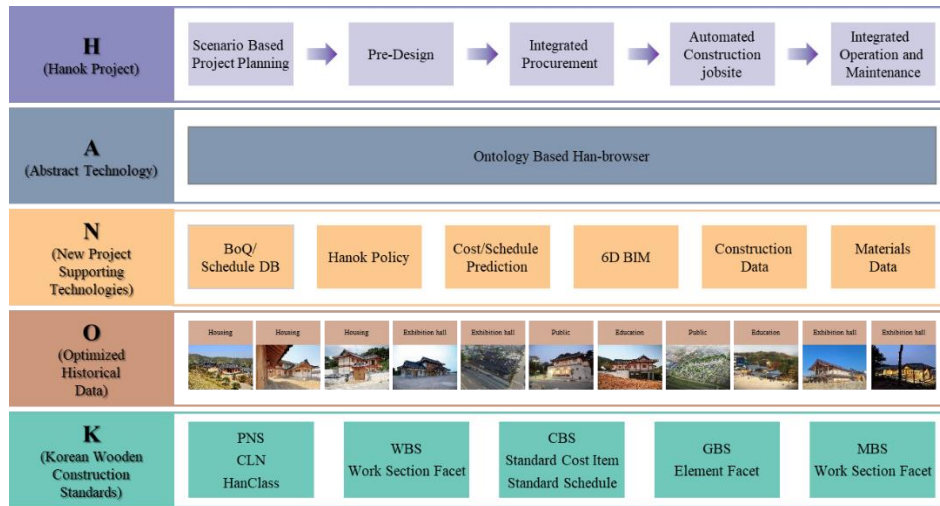 H
(Hanok Project)
Scenario Based
Project Planning
Pre-Design
Integrated
Procurement
Automated
Construction
jobsite
Integrated
Operation and
Maintenance
A
(Abstract Technology)
Ontology Based Han-browser
N
(New Project
Supporting
Technologies)
BoQ/
Schedule DB
Hanok Policy
Cost/Schedule
Prediction
6D BIM
Construction
Data
Materials
Data
O
(Optimized
Historical
Data)
Housing
Housing
Housing
Exhibition hall
Exhibition hall
Public
Education
Public
Education
Exhibition hall
Exhibition hall
K
(Korean Wooden
Construction
Standards)
PNS
CLN
HanClass
WBS
Work Section Facet
CBS
Standard Cost Item
Standard Schedule
GBS
Element Facet
MBS
Work Section Facet